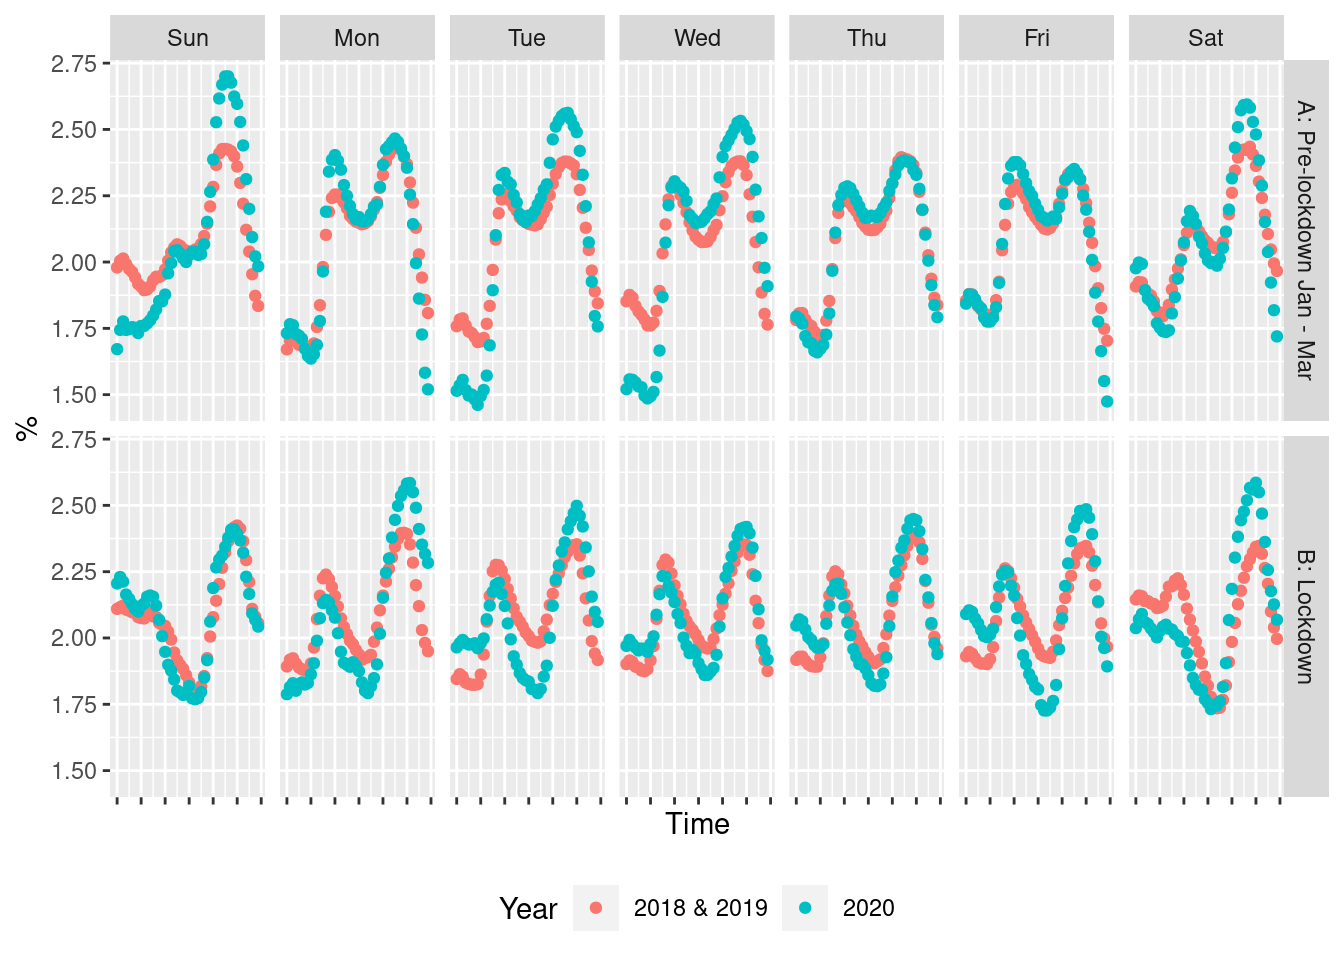 Sun Mon Tue Wed Thu Fri Sat
2.75
2.50
2.25
2.00
1.75
1.50
A: Pre-lockdown Jan - Mar
%
2.75
2.50
2.25
2.00
1.75
1.50
B: Lockdown
Time
Year 2018 & 2019 2020